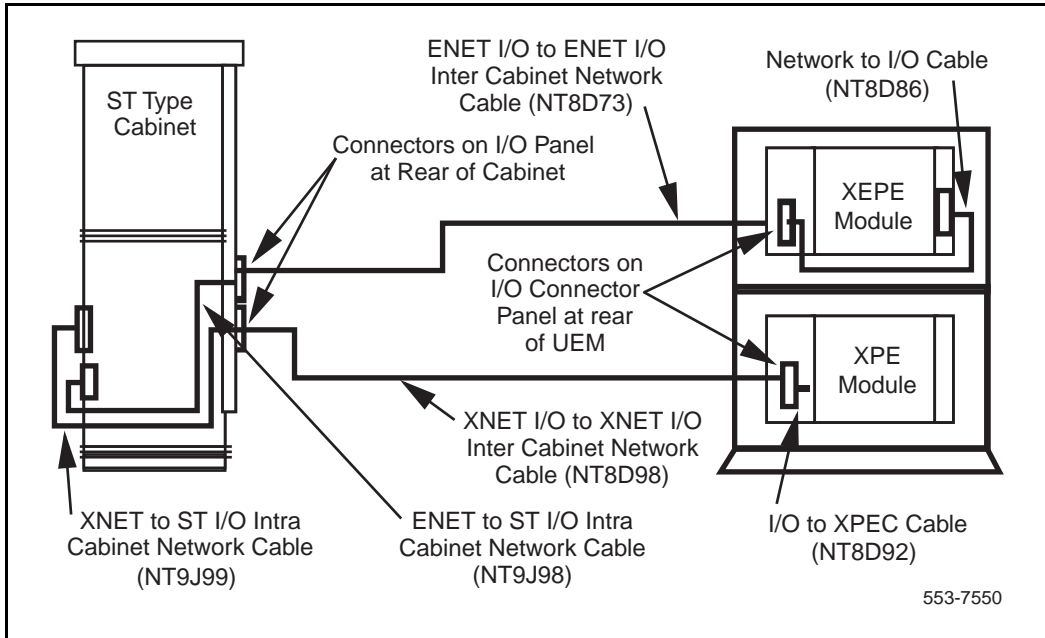 ENET I/O to ENET I/O
Inter Cabinet Network
Cable (NT8D73)
Network to I/O Cable
(NT8D86)
ST Type
Cabinet
Connectors on I/O Panel
at Rear of Cabinet
XEPE
Module
Connectors on
I/O Connector
Panel at rear
of UEM
XPE
Module
XNET I/O to XNET I/O
Inter Cabinet Network
Cable (NT8D98)
XNET to ST I/O Intra
Cabinet Network Cable
(NT9J99)
ENET to ST I/O Intra
Cabinet Network Cable
(NT9J98)
I/O to XPEC Cable
(NT8D92)
553-7550